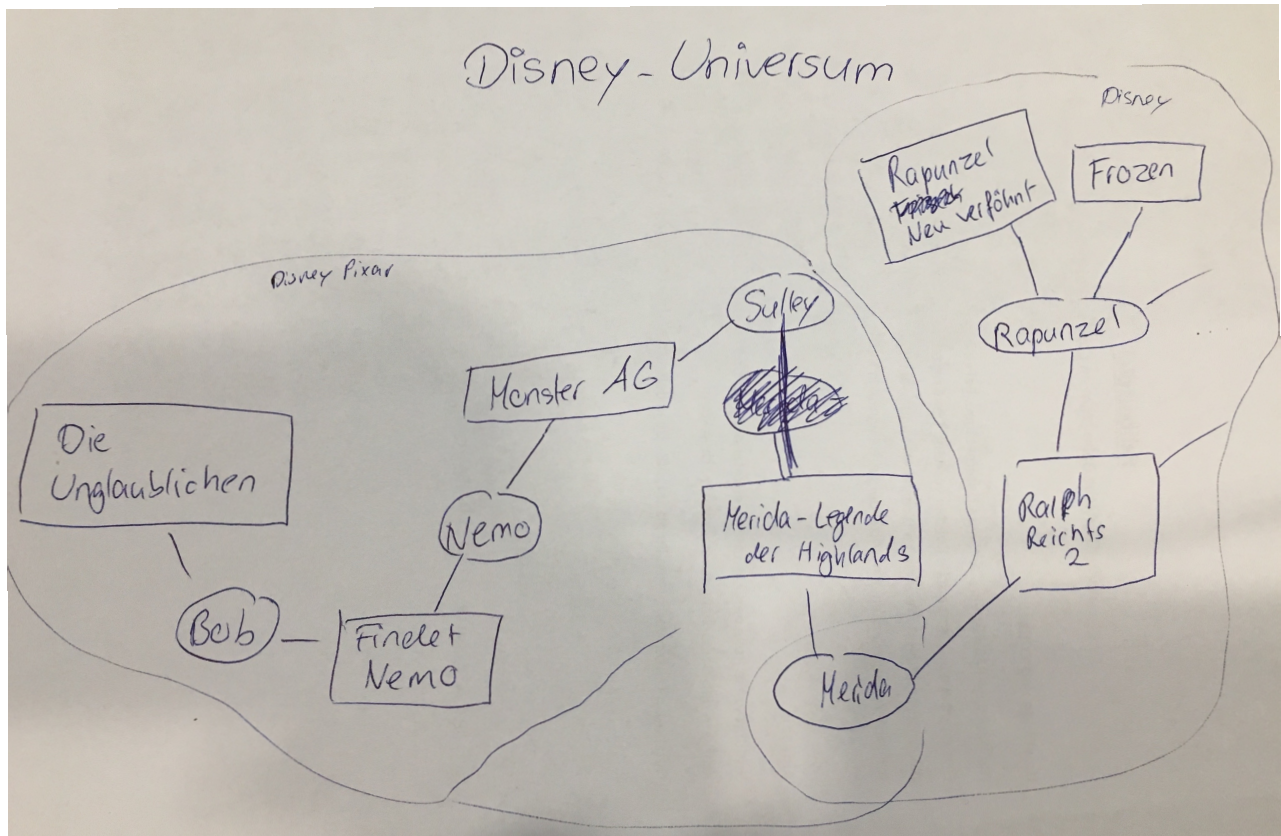 Disney-Universum
Disney
Rapunzel
Neu verföhnt
Frozen
Disney Pixar
Sulley
Rapunzel
Monster AG
Die
Unglaublichen
Merida-Legende
der Highlands
Ralph
Reichts
2
Nemo
Bob
Findet
Nemo
Merida